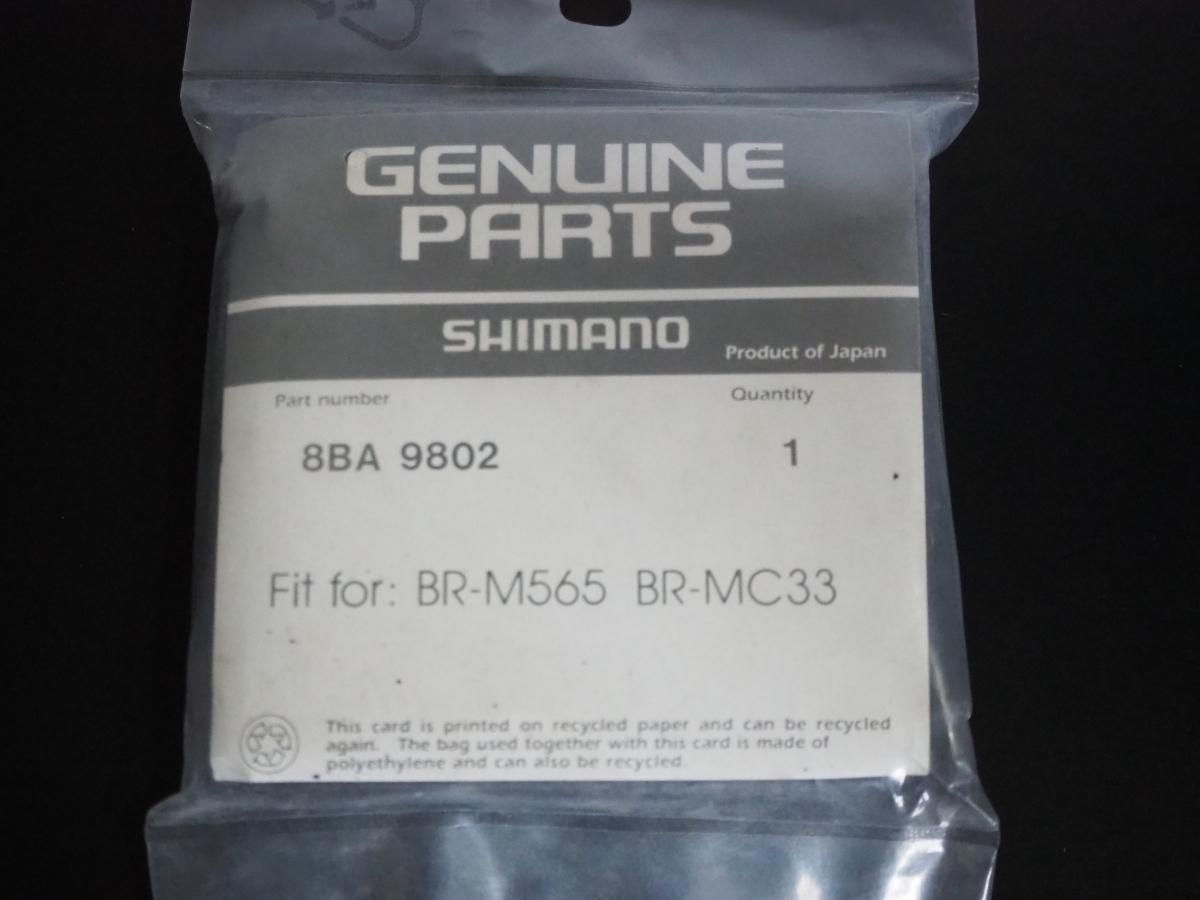 GENUINE
PARTS
SHIMANO
Product of Japan
Part number
Quantity
8BA 9802
1
Fit for: BR-M565 BR-MC33
This card is printed on recycled paper and can be recycled
again. The bag used together with this card is made of
polyethylene and can also be recycled.